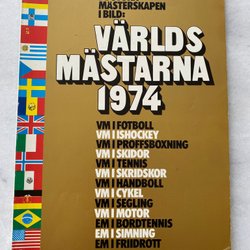 MÄSTERSKAPEN
I BILD:
VÄRLDS
MÄSTARNA
1974
VM I FOTBOLL
VM I ISHOCKEY
VM I PROFFSBOXNING
VM I SKIDOR
VM I TENNIS
VM I SKRIDSKOR
VM I HANDBOLL
VM I CYKEL
VM I SEGLING
VM I MOTOR
EM I BORDTENNIS
EM I SIMNING
EM I FRIIDROTT